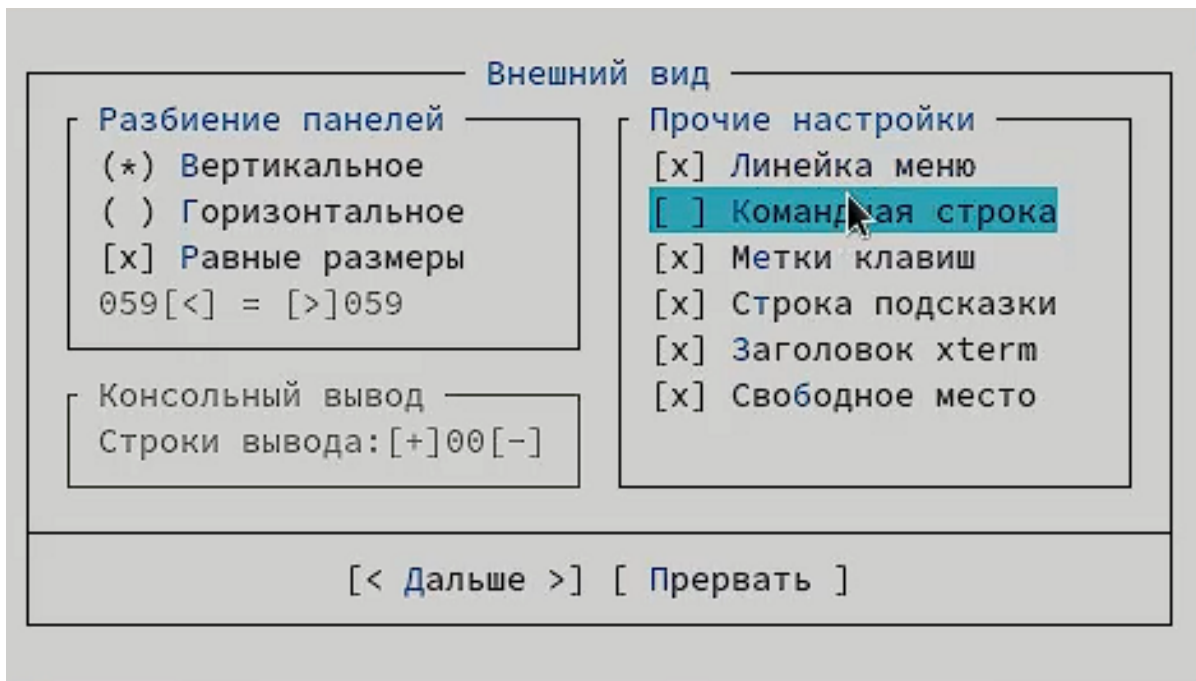 Внешний вид
Разбиение панелей
(*) Вертикальное
( ) Горизонтальное
[x] Равные размеры
059[<] = [>]059
Консольный вывод
Строки вывода:[+]00[-]
Прочие настройки
[x] Линейка меню
[ ] Командная строка
[x] Метки клавиш
[x] Строка подсказки
[x] Заголовок xterm
[x] Свободное место
[< Дальше >] [ Прервать ]